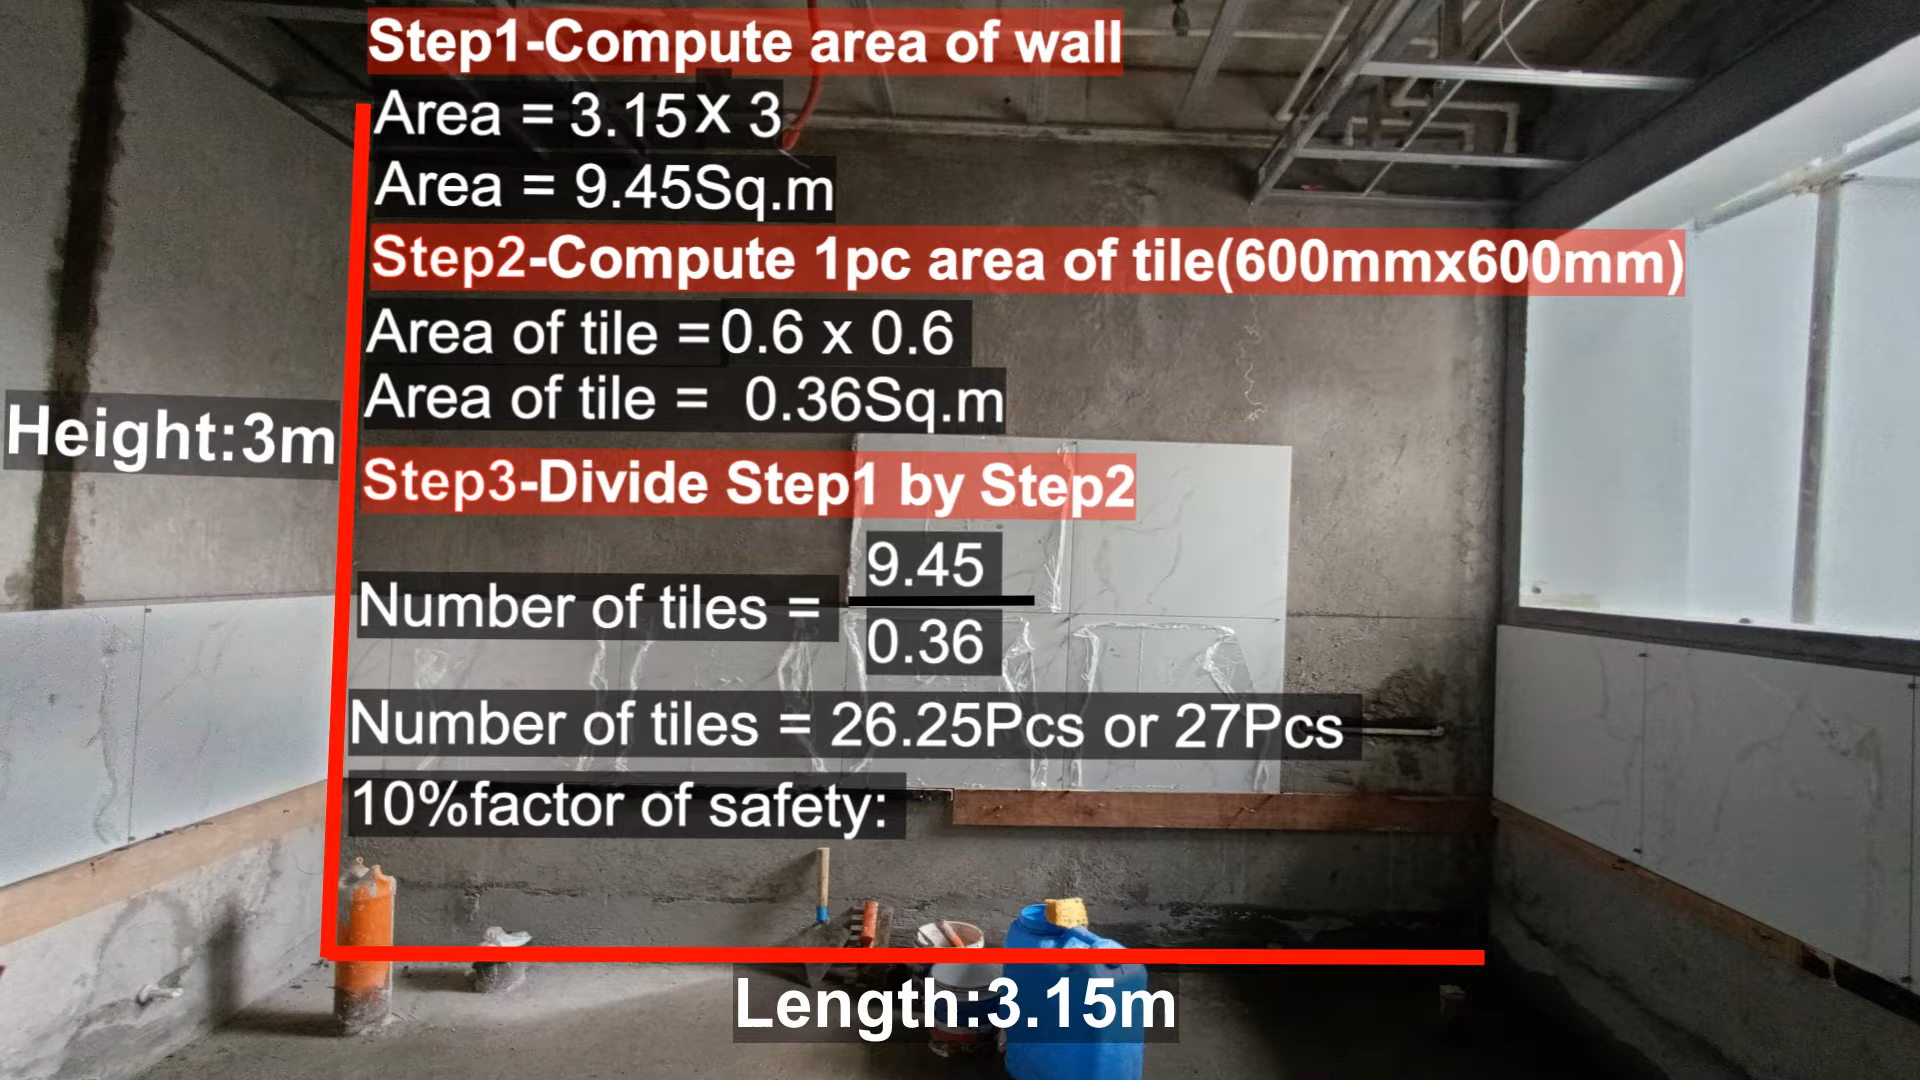 Step1-Compute area of wall
Area = 3.15 X 3
Area = 9.45Sq.m
Step2-Compute 1pc area of tile(600mmx600mm)
Area of tile = 0.6 x 0.6
Area of tile = 0.36Sq.m
Height:3m
Step3-Divide Step1 by Step2
Number of tiles = 9.45
0.36
Number of tiles = 26.25Pcs or 27Pcs
10%factor of safety:
Length:3.15m